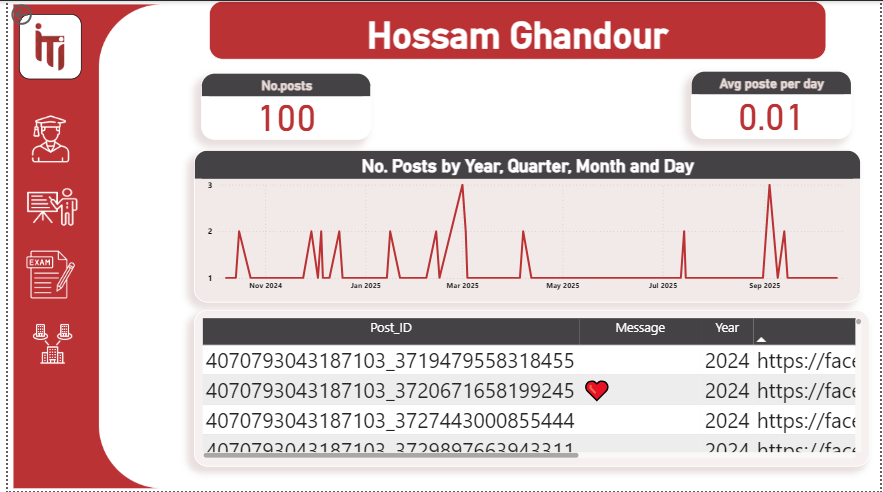 iTi
Hossam Ghandour
No.posts
100
Avg poste per day
0.01
No. Posts by Year, Quarter, Month and Day
3
2
1
Nov 2024 Jan 2025 Mar 2025 May 2025 Jul 2025 Sep 2025
EXAM
Post_ID Message Year
4070793043187103_3719479558318455 2024 https://face
4070793043187103_37206716581992​45 ❤ 2024 https://face
4070793043187103_3727443000855444 2024 https://face
4070793043187103_3729897663943311 2024 https://face